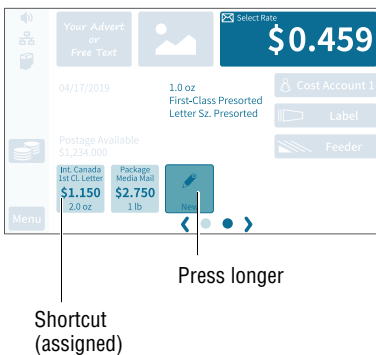 Your Advert
or
Free Text
Select Rate
$0.459
04/17/2019
1.0 oz
First-Class Presorted
Letter Sz. Presorted
Cost Account 1
Label
Feeder
Postage Available
$1,234.000
Int. Canada
1st Cl. Letter
$1.150
2.0 oz
Package
Media Mail
$2.750
1 lb
New
Menu
Press longer
Shortcut
(assigned)